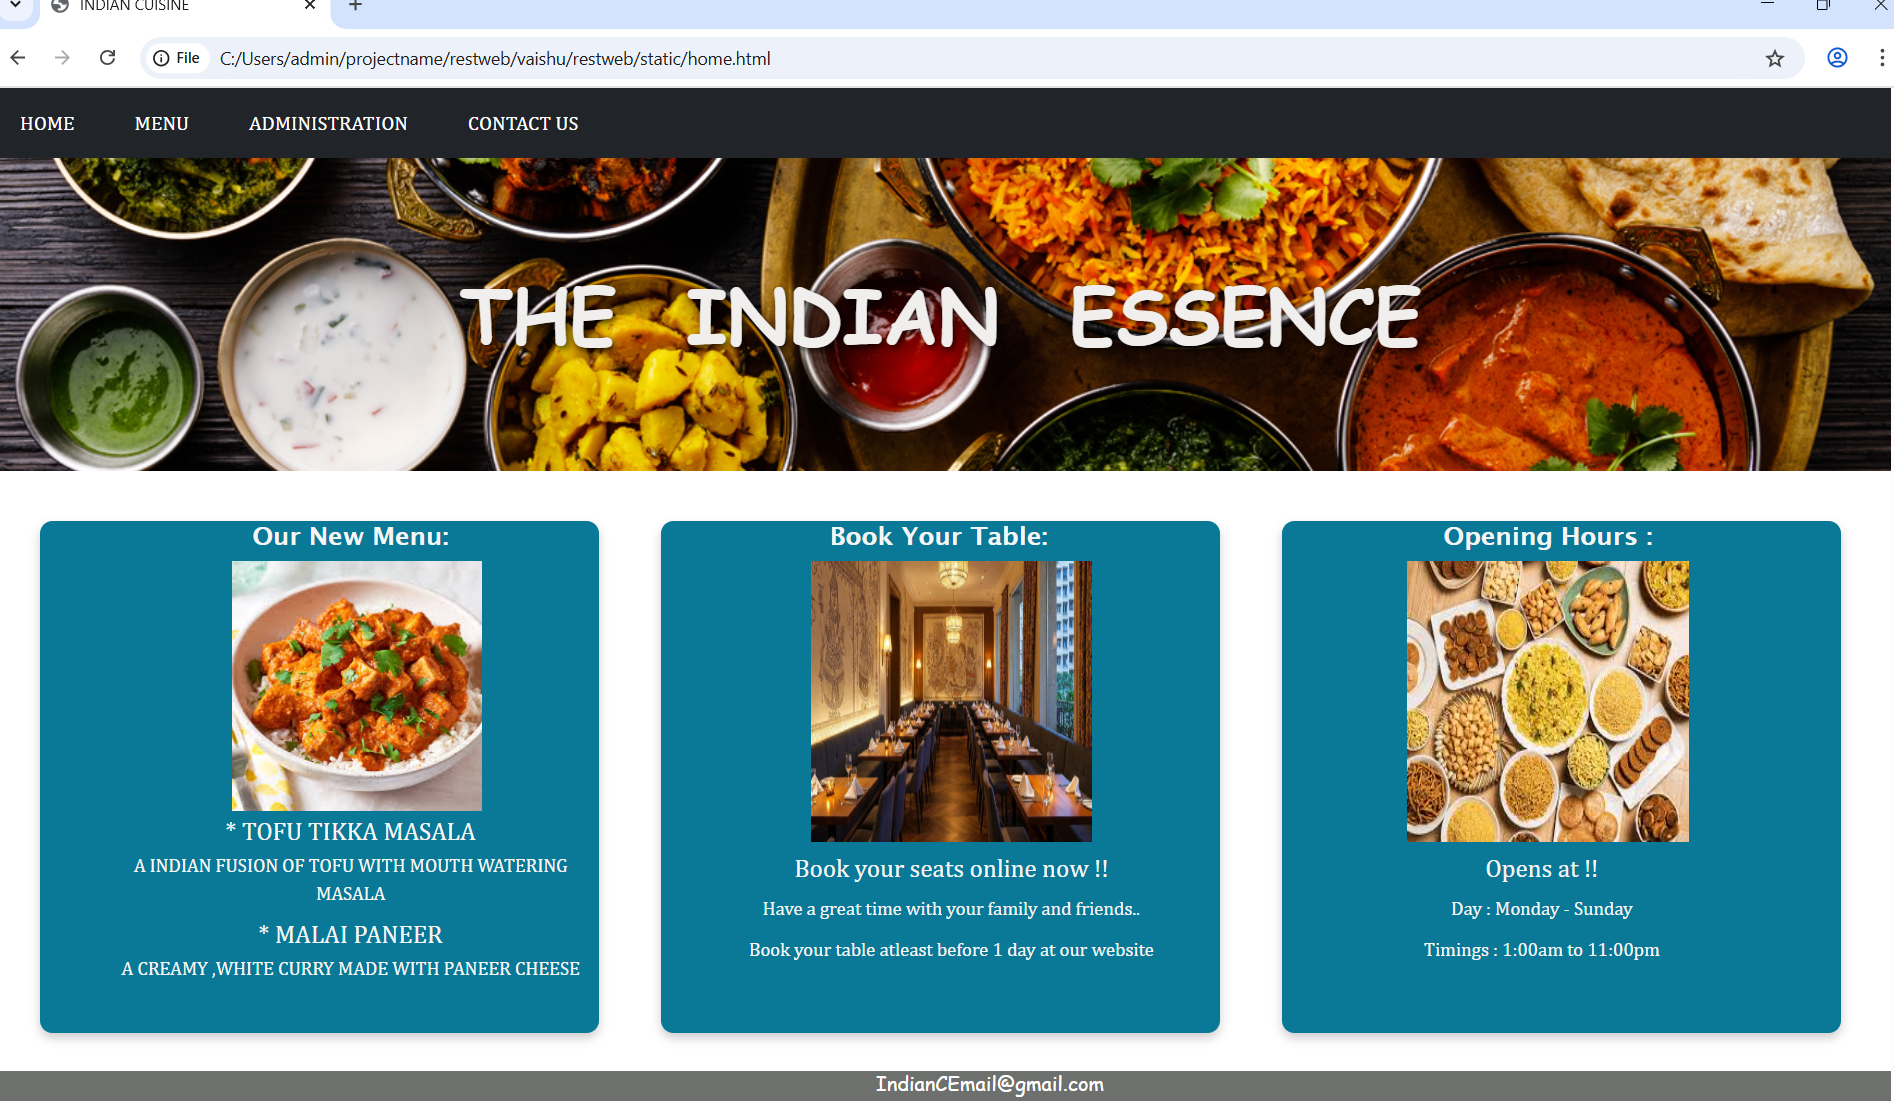 INDIAN CUISINE
File C:/Users/admin/projectname/restweb/vaishu/restweb/static/home.html
HOME MENU ADMINISTRATION CONTACT US
THE INDIAN ESSENCE
Our New Menu:
* TOFU TIKKA MASALA
A INDIAN FUSION OF TOFU WITH MOUTH WATERING
MASALA
* MALAI PANEER
A CREAMY ,WHITE CURRY MADE WITH PANEER CHEESE
Book Your Table:
Book your seats online now !!
Have a great time with your family and friends..
Book your table atleast before 1 day at our website
Opening Hours :
Opens at !!
Day : Monday - Sunday
Timings : 1:00am to 11:00pm
IndianCEmail@gmail.com